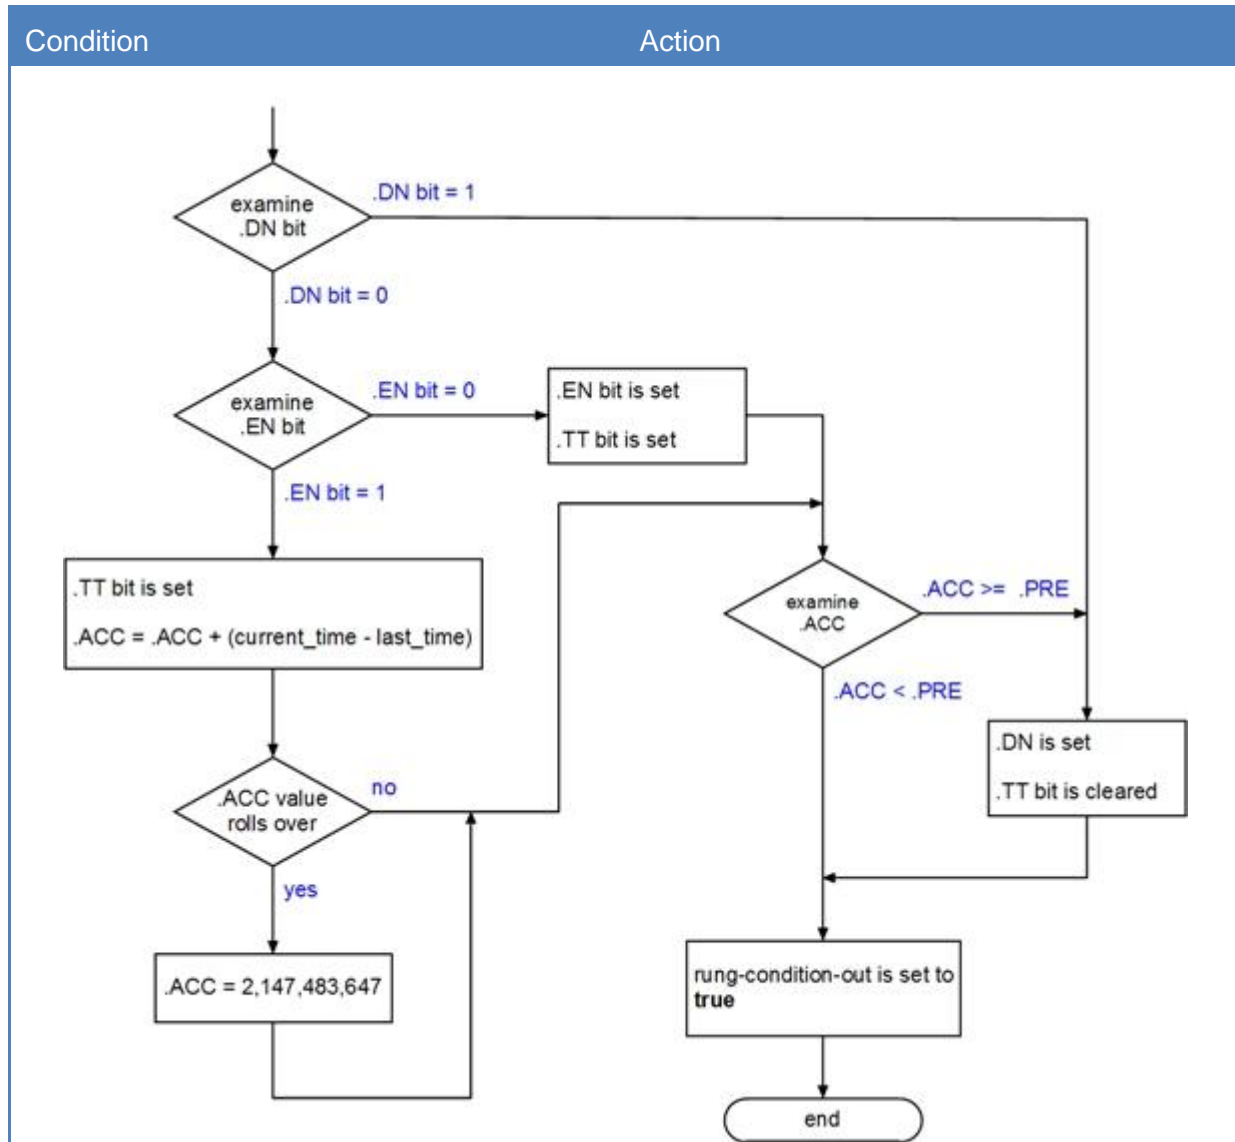 Condition
Action
examine
.DN bit
.DN bit = 1
.DN bit = 0
examine
.EN bit
.EN bit = 0
.EN bit is set
.TT bit is set
.EN bit = 1
.TT bit is set
.ACC = .ACC + (current_time - last_time)
examine
.ACC
.ACC >= .PRE
.ACC < .PRE
.DN is set
.TT bit is cleared
.ACC value
rolls over
no
yes
.ACC = 2,147,483,647
rung-condition-out is set to
true
end